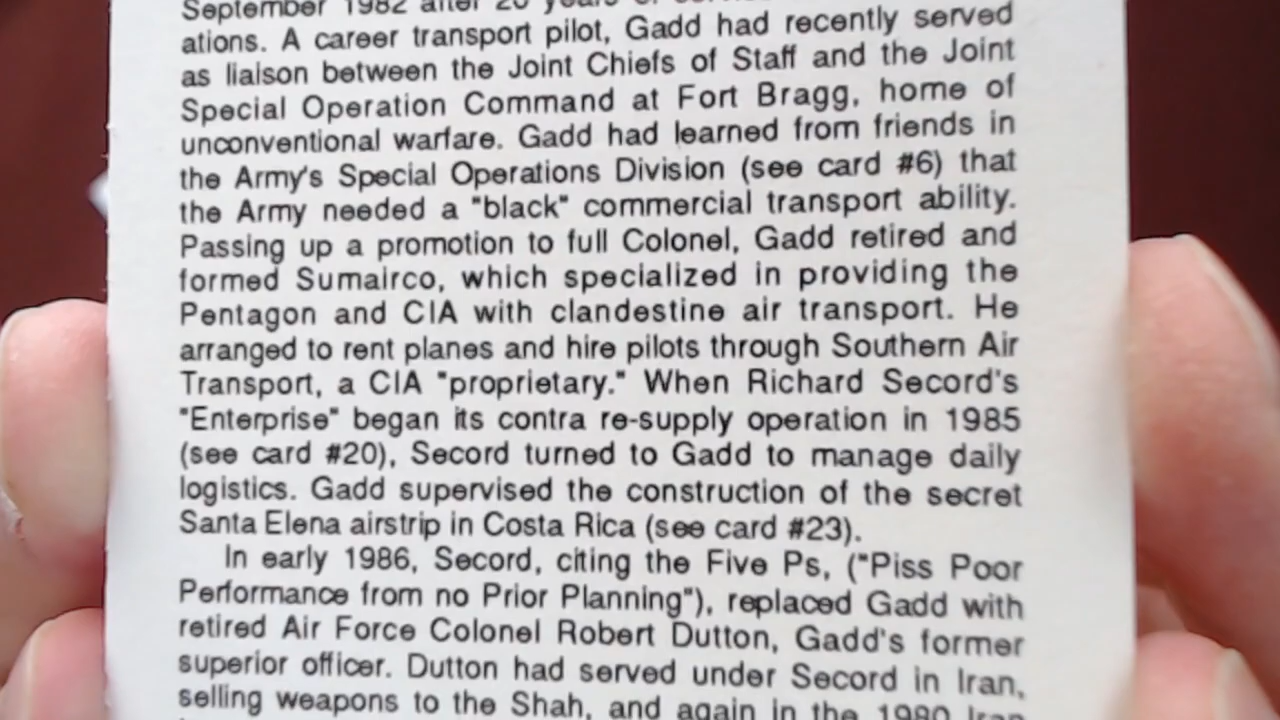 September 1982 after 20 years of
ations. A career transport pilot, Gadd had recently served
as liaison between the Joint Chiefs of Staff and the Joint
Special Operation Command at Fort Bragg, home of
unconventional warfare. Gadd had learned from friends in
the Army's Special Operations Division (see card #6) that
the Army needed a "black" commercial transport ability.
Passing up a promotion to full Colonel, Gadd retired and
formed Sumairco, which specialized in providing the
Pentagon and CIA with clandestine air transport. He
arranged to rent planes and hire pilots through Southern Air
Transport, a CIA "proprietary." When Richard Secord's
"Enterprise" began its contra re-supply operation in 1985
(see card #20), Secord turned to Gadd to manage daily
logistics. Gadd supervised the construction of the secret
Santa Elena airstrip in Costa Rica (see card #23).
In early 1986, Secord, citing the Five Ps, ("Piss Poor
Performance from no Prior Planning"), replaced Gadd with
retired Air Force Colonel Robert Dutton, Gadd's former
superior officer. Dutton had served under Secord in Iran,
selling weapons to the Shah, and again in the 1980 Iran